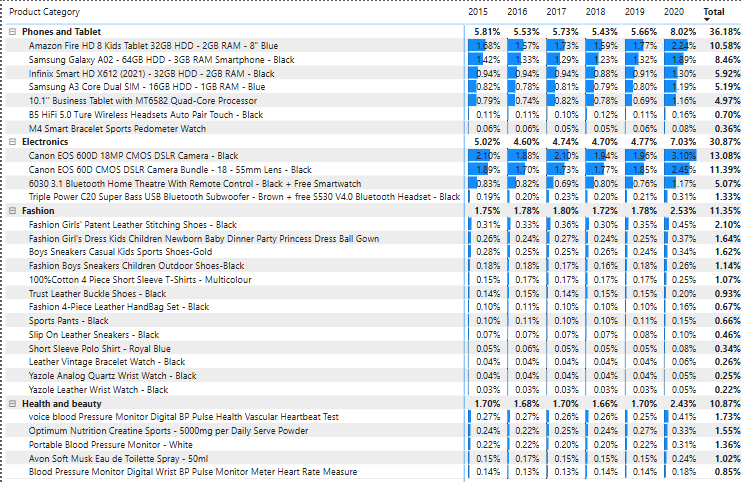 Product Category 2015 2016 2017 2018 2019 2020 Total
Phones and Tablet 5.81% 5.53% 5.73% 5.43% 5.66% 8.02% 36.18%
Amazon Fire HD 8 Kids Tablet 32GB HDD - 2GB RAM - 8" Blue 1.68% 1.57% 1.73% 1.59% 1.77% 2.24% 10.58%
Samsung Galaxy A02 - 64GB HDD - 3GB RAM Smartphone - Black 1.42% 1.33% 1.29% 1.23% 1.32% 1.89% 8.46%
Infinix Smart HD X612 (2021) - 32GB HDD - 2GB RAM - Black 0.94% 0.94% 0.94% 0.88% 0.91% 1.30% 5.92%
Samsung A3 Core Dual SIM - 16GB HDD - 1GB RAM - Blue 0.82% 0.78% 0.81% 0.79% 0.80% 1.19% 5.19%
10.1'' Business Tablet with MT6582 Quad-Core Processor 0.79% 0.74% 0.82% 0.78% 0.69% 1.16% 4.97%
B5 HiFi 5.0 Ture Wireless Headsets Auto Pair Touch - Black 0.11% 0.11% 0.10% 0.12% 0.11% 0.16% 0.70%
M4 Smart Bracelet Sports Pedometer Watch 0.06% 0.06% 0.05% 0.05% 0.06% 0.08% 0.36%
Electronics 5.02% 4.60% 4.74% 4.70% 4.77% 7.03% 30.87%
Canon EOS 600D 18MP CMOS DSLR Camera - Black 2.10% 1.88% 2.10% 1.94% 1.96% 3.10% 13.08%
Canon EOS 60D CMOS DSLR Camera Bundle - 18 - 55mm Lens - Black 1.89% 1.70% 1.73% 1.77% 1.85% 2.45% 11.39%
6030 3.1 Bluetooth Home Theatre With Remote Control - Black + Free Smartwatch 0.83% 0.82% 0.69% 0.80% 0.76% 1.17% 5.07%
Triple Power C20 Super Bass USB Bluetooth Subwoofer - Brown + free S530 V4.0 Bluetooth Headset - Black 0.19% 0.20% 0.23% 0.20% 0.21% 0.31% 1.33%
Fashion 1.75% 1.78% 1.80% 1.72% 1.78% 2.53% 11.35%
Fashion Girls' Patent Leather Stitching Shoes - Black 0.31% 0.33% 0.36% 0.30% 0.35% 0.45% 2.10%
Fashion Girl's Dress Kids Children Newborn Baby Dinner Party Princess Dress Ball Gown 0.26% 0.24% 0.27% 0.24% 0.25% 0.37% 1.64%
Boys Sneakers Casual Kids Sports Shoes-Gold 0.28% 0.25% 0.25% 0.26% 0.24% 0.34% 1.62%
Fashion Boys Sneakers Children Outdoor Shoes-Black 0.18% 0.18% 0.17% 0.16% 0.18% 0.26% 1.14%
100%Cotton 4 Piece Short Sleeve T-Shirts - Multicolour 0.15% 0.17% 0.17% 0.17% 0.17% 0.25% 1.07%
Trust Leather Buckle Shoes - Black 0.14% 0.15% 0.14% 0.15% 0.15% 0.20% 0.93%
Fashion 4-Piece Leather HandBag Set - Black 0.10% 0.11% 0.10% 0.10% 0.10% 0.16% 0.67%
Sports Pants - Black 0.10% 0.11% 0.10% 0.10% 0.11% 0.15% 0.66%
Slip On Leather Sneakers - Black 0.07% 0.07% 0.07% 0.07% 0.08% 0.10% 0.46%
Short Sleeve Polo Shirt - Royal Blue 0.05% 0.06% 0.05% 0.05% 0.05% 0.08% 0.34%
Leather Vintage Bracelet Watch - Black 0.04% 0.04% 0.04% 0.04% 0.04% 0.06% 0.26%
Yazole Analog Quartz Wrist Watch - Black 0.04% 0.04% 0.04% 0.04% 0.04% 0.05% 0.25%
Yazole Leather Wrist Watch - Black 0.03% 0.03% 0.03% 0.03% 0.03% 0.05% 0.22%
Health and beauty 1.70% 1.68% 1.70% 1.66% 1.70% 2.43% 10.87%
voice blood Pressure Monitor Digital BP Pulse Health Vascular Heartbeat Test 0.27% 0.27% 0.26% 0.26% 0.25% 0.41% 1.73%
Optimum Nutrition Creatine Sports - 5000mg per Daily Serve Powder 0.24% 0.22% 0.25% 0.24% 0.27% 0.33% 1.55%
Portable Blood Pressure Monitor - White 0.22% 0.22% 0.20% 0.20% 0.22% 0.31% 1.36%
Avon Soft Musk Eau de Toilette Spray - 50ml 0.15% 0.17% 0.15% 0.15% 0.15% 0.24% 1.02%
Blood Pressure Monitor Digital Wrist BP Pulse Monitor Meter Heart Rate Measure 0.14% 0.13% 0.13% 0.14% 0.14% 0.18% 0.85%